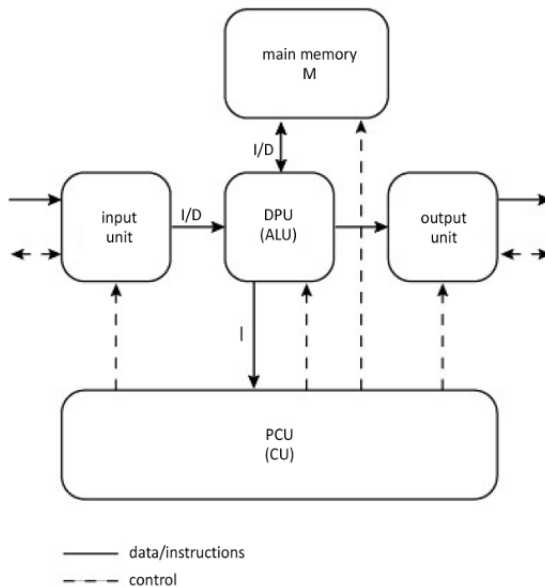 main memory
M
I/D
I/D
input
unit
DPU
(ALU)
output
unit
I
PCU
(CU)
data/instructions
control